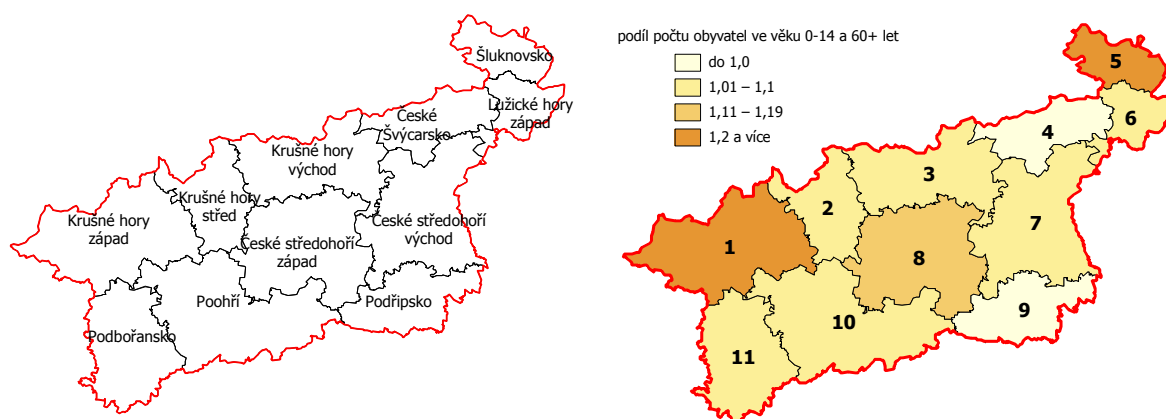 Šluknovsko
Lužické hory
západ
České
Švýcarsko
Krušné hory
východ
Krušné hory
střed
Krušné hory
západ
České středohoří
východ
České středohoří
západ
Poohří
Podřipsko
Podbořansko
podíl počtu obyvatel ve věku 0-14 a 60+ let
do 1,0
1,01 – 1,1
1,11 – 1,19
1,2 a více
5
6
4
3
2
7
1
8
9
10
11